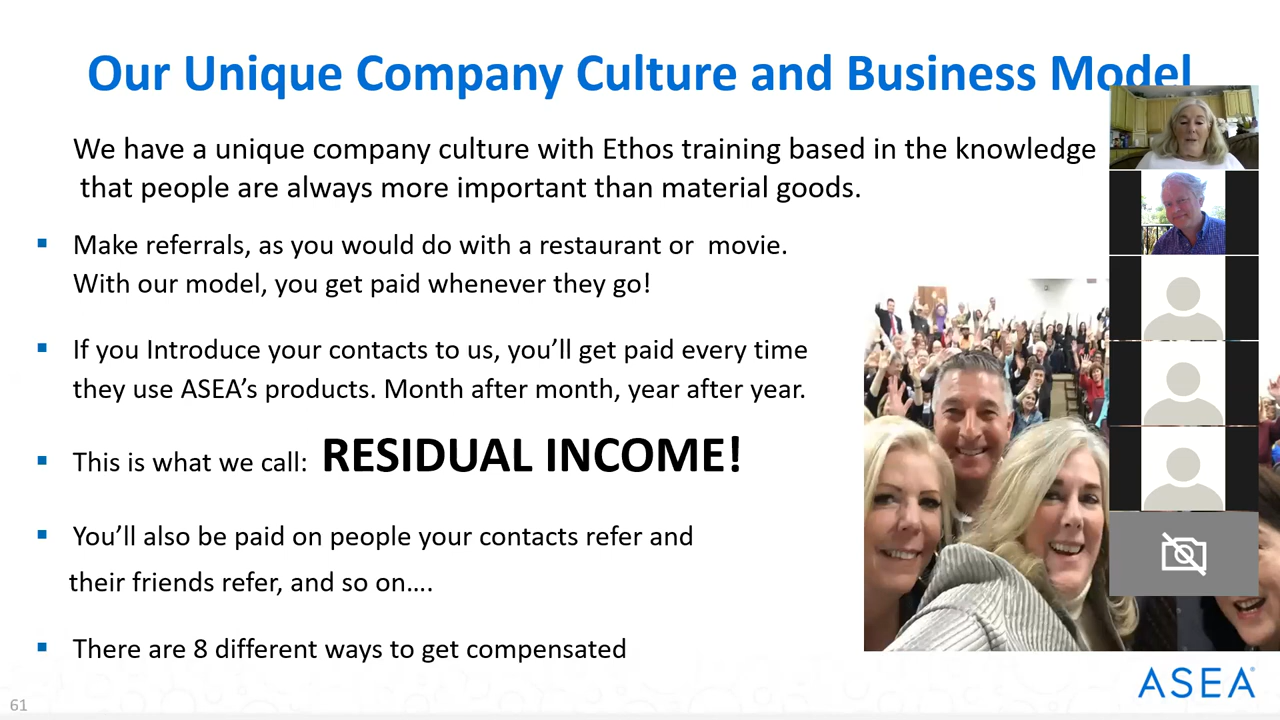 Our Unique Company Culture and Business Model
We have a unique company culture with Ethos training based in the knowledge
that people are always more important than material goods.
▪ Make referrals, as you would do with a restaurant or movie.
With our model, you get paid whenever they go!
▪ If you Introduce your contacts to us, you’ll get paid every time
they use ASEA’s products. Month after month, year after year.
▪ This is what we call: RESIDUAL INCOME!
▪ You’ll also be paid on people your contacts refer and
their friends refer, and so on….
▪ There are 8 different ways to get compensated
ASEA®
61